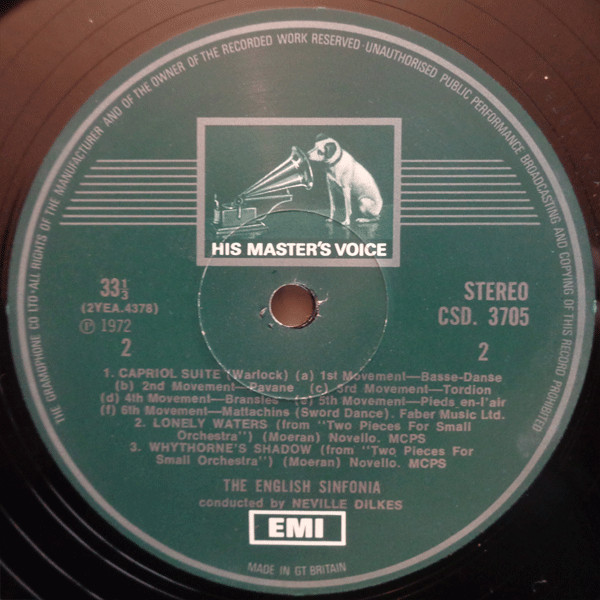 THE GRAMOPHONE CO LTD·ALL RIGHTS OF THE MANUFACTURER AND OF THE OWNER OF THE RECORDED WORK RESERVED·UNAUTHORISED PUBLIC PERFORMANCE BROADCASTING AND COPYING OF THIS RECORD PROHIBITED
HIS MASTER'S VOICE
33⅓
(2YEA.4378)
℗ 1972
2
STEREO
CSD. 3705
2
1. CAPRIOL SUITE (Warlock) (a) 1st Movement—Basse-Danse
(b) 2nd Movement—Pavane (c) 3rd Movement—Tordion
(d) 4th Movement—Bransles (e) 5th Movement—Pieds en-l'air
(f) 6th Movement—Mattachins (Sword Dance). Faber Music Ltd.
2. LONELY WATERS (from "Two Pieces For Small
Orchestra") (Moeran) Novello. MCPS
3. WHYTHORNE'S SHADOW (from "Two Pieces For
Small Orchestra") (Moeran) Novello. MCPS
THE ENGLISH SINFONIA
conducted by NEVILLE DILKES
EMI
MADE IN GT BRITAIN